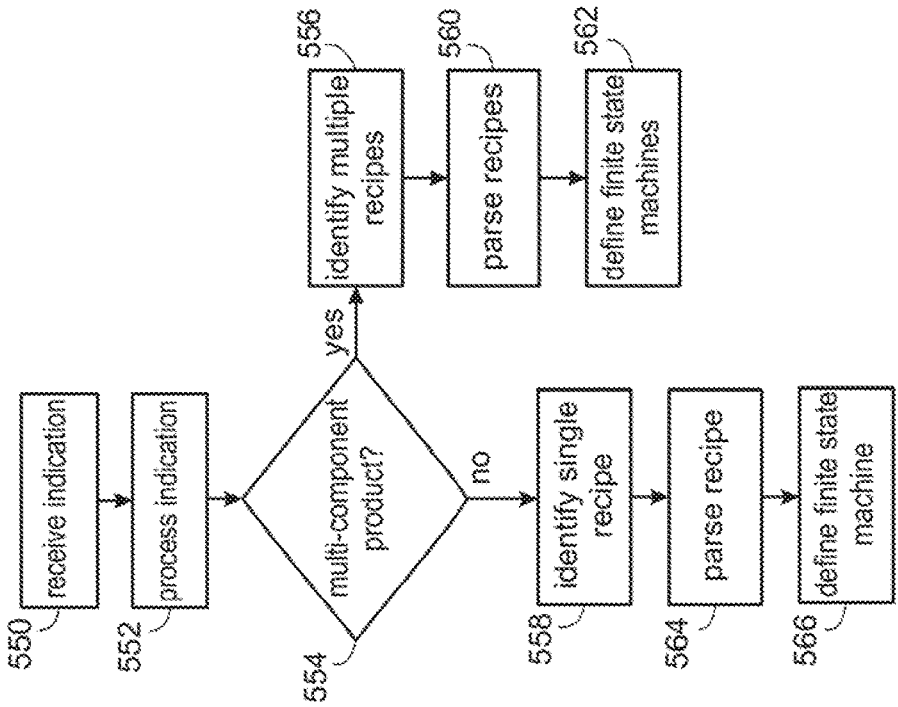 550
receive indication
552
process indication
554
multi-component
product?
yes
556
identify multiple
recipes
560
parse recipes
562
define finite state
machines
no
558
identify single
recipe
564
parse recipe
566
define finite state
machine